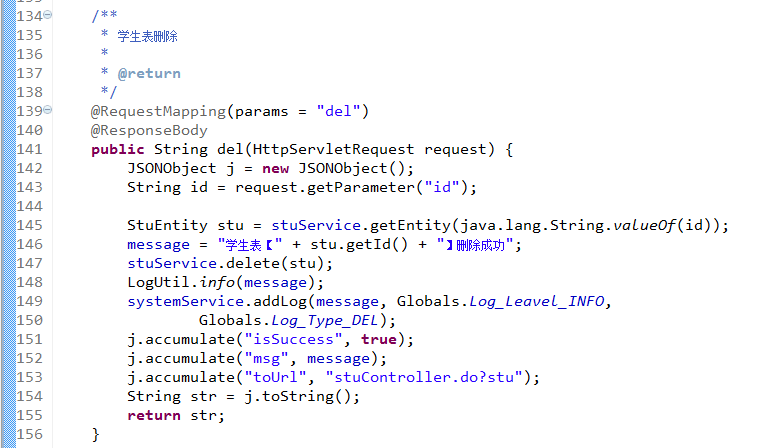 134 /**
135 * 学生表删除
136 *
137 * @return
138 */
139 @RequestMapping(params = "del")
140 @ResponseBody
141 public String del(HttpServletRequest request) {
142 JSONObject j = new JSONObject();
143 String id = request.getParameter("id");
144
145 StuEntity stu = stuService.getEntity(java.lang.String.valueOf(id));
146 message = "学生表【" + stu.getId() + "】删除成功";
147 stuService.delete(stu);
148 LogUtil.info(message);
149 systemService.addLog(message, Globals.Log_Leavel_INFO,
150 Globals.Log_Type_DEL);
151 j.accumulate("isSuccess", true);
152 j.accumulate("msg", message);
153 j.accumulate("toUrl", "stuController.do?stu");
154 String str = j.toString();
155 return str;
156 }